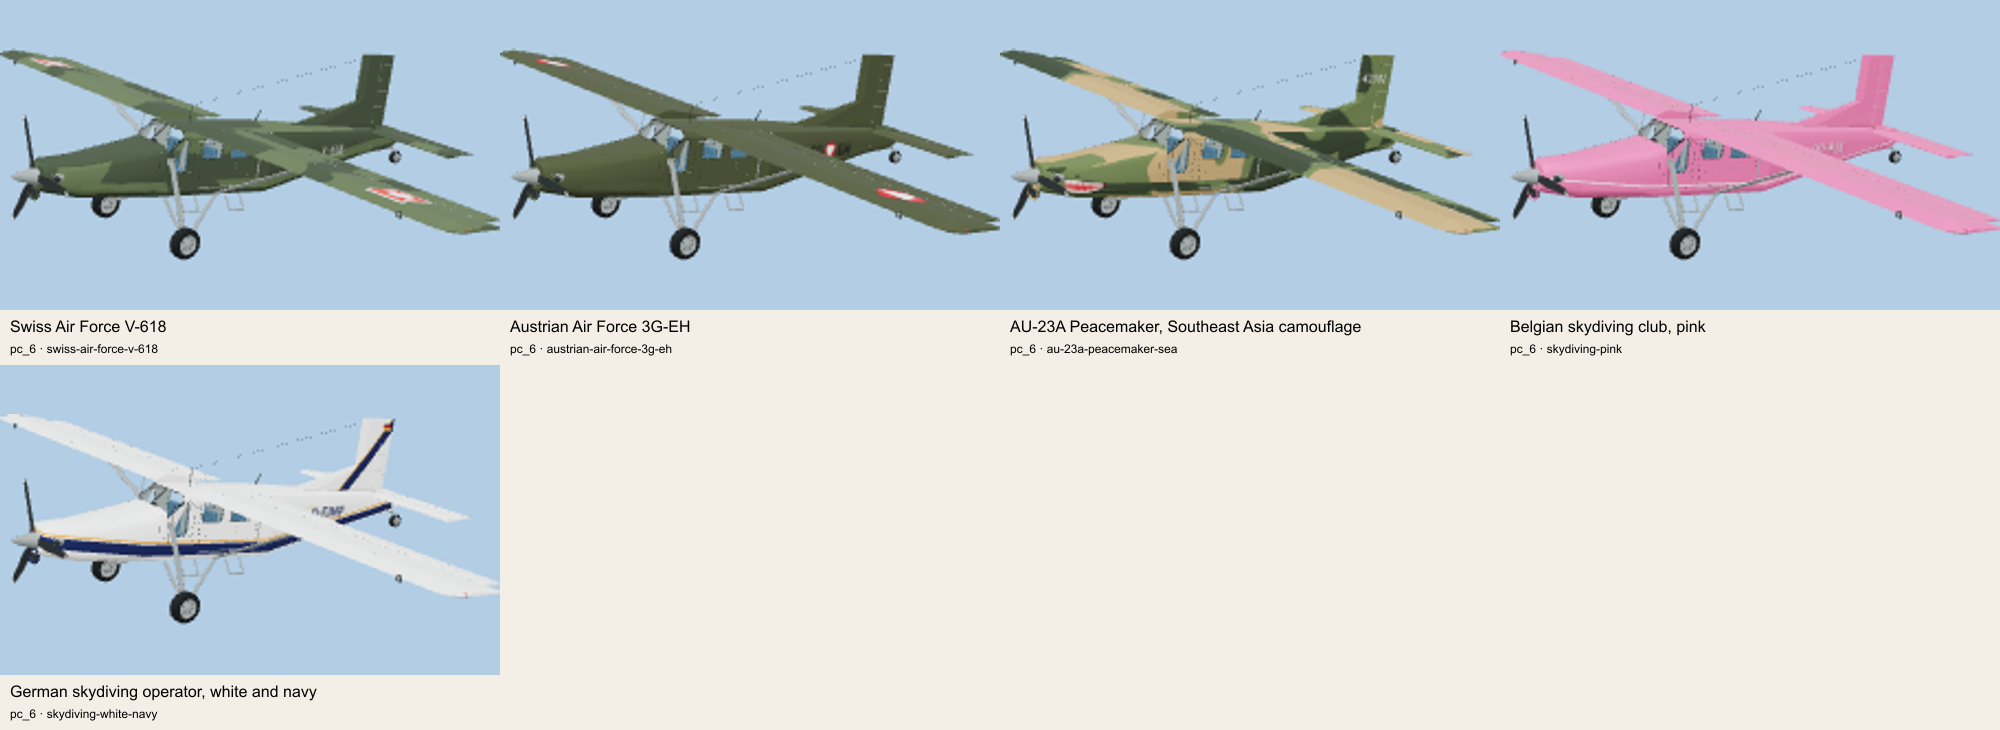 Swiss Air Force V-618
pc_6 · swiss-air-force-v-618
Austrian Air Force 3G-EH
pc_6 · austrian-air-force-3g-eh
AU-23A Peacemaker, Southeast Asia camouflage
pc_6 · au-23a-peacemaker-sea
Belgian skydiving club, pink
pc_6 · skydiving-pink
German skydiving operator, white and navy
pc_6 · skydiving-white-navy